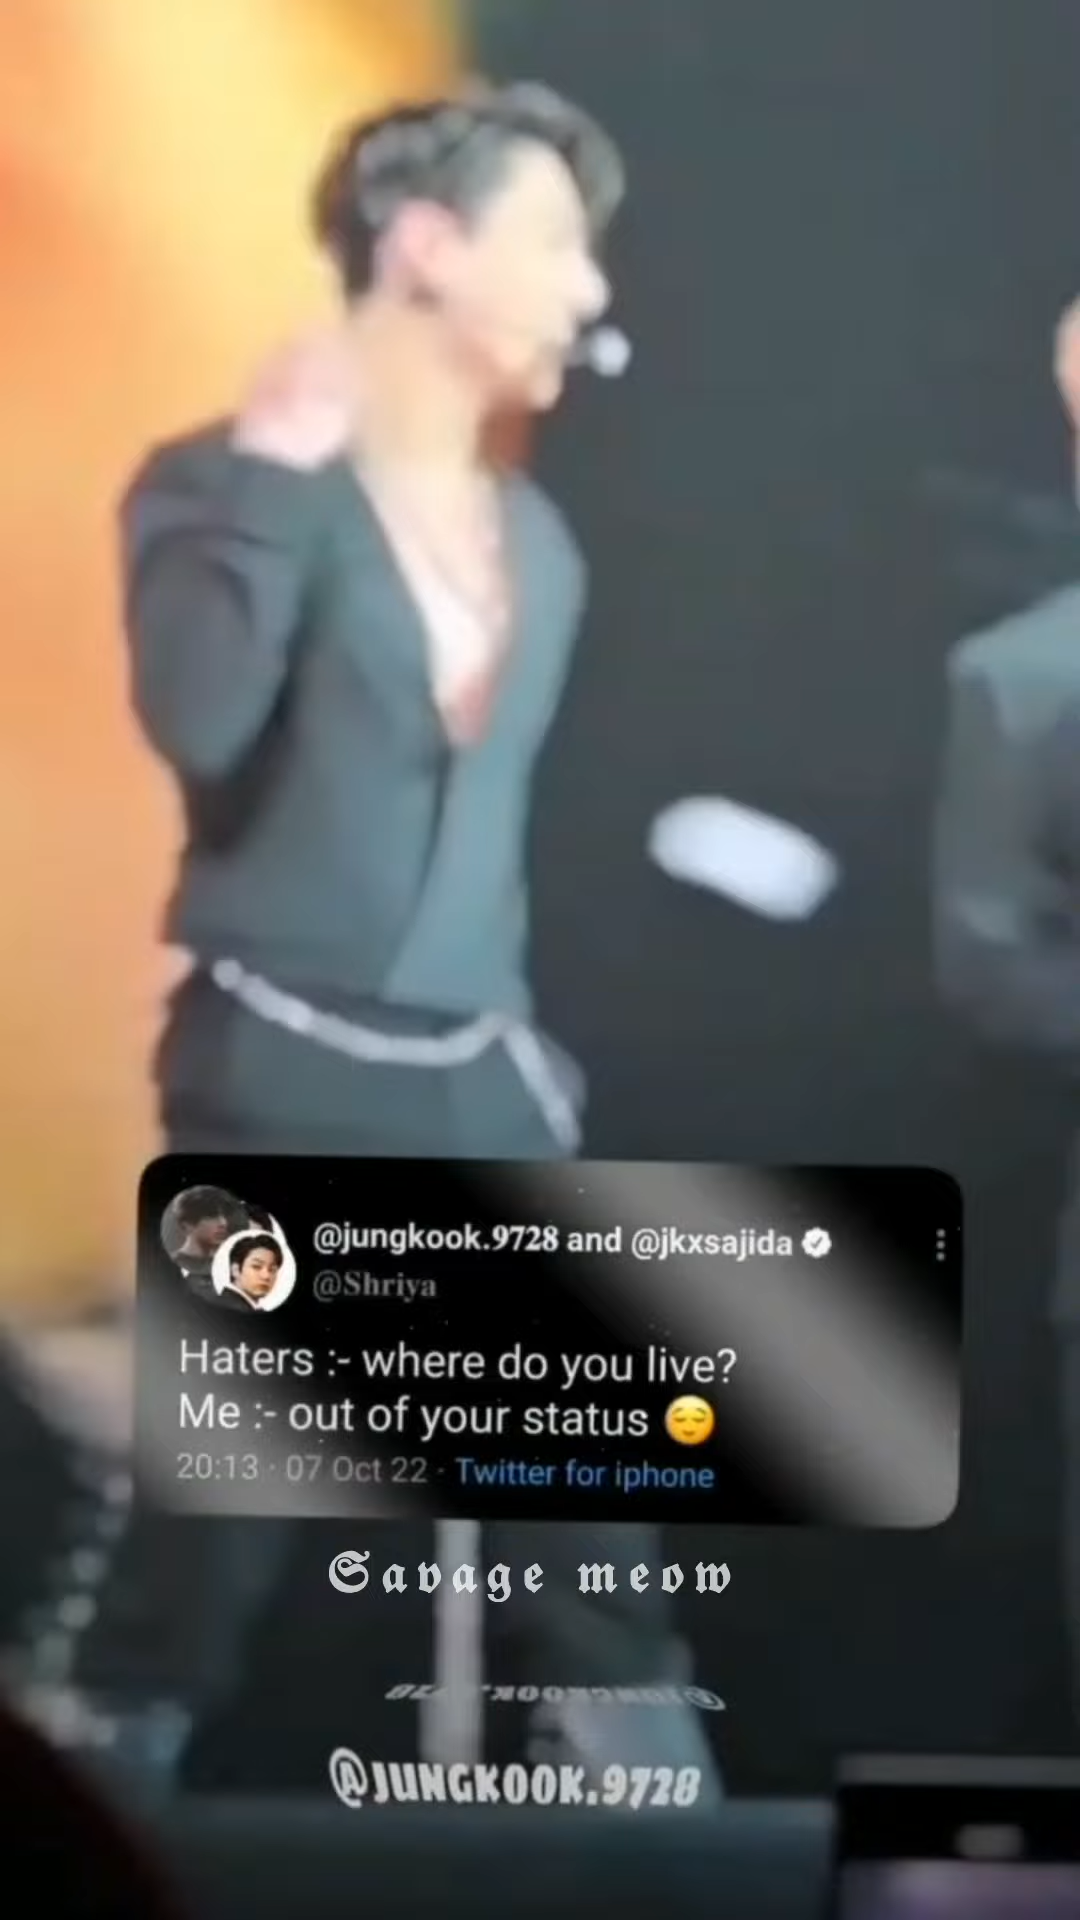 @jungkook.9728 and @jkxsajida
@Shriya
Haters :- where do you live?
Me :- out of your status 😌
20:13 · 07 Oct 22 · Twitter for iphone
Savage meow
@JUNGKOOK.9728